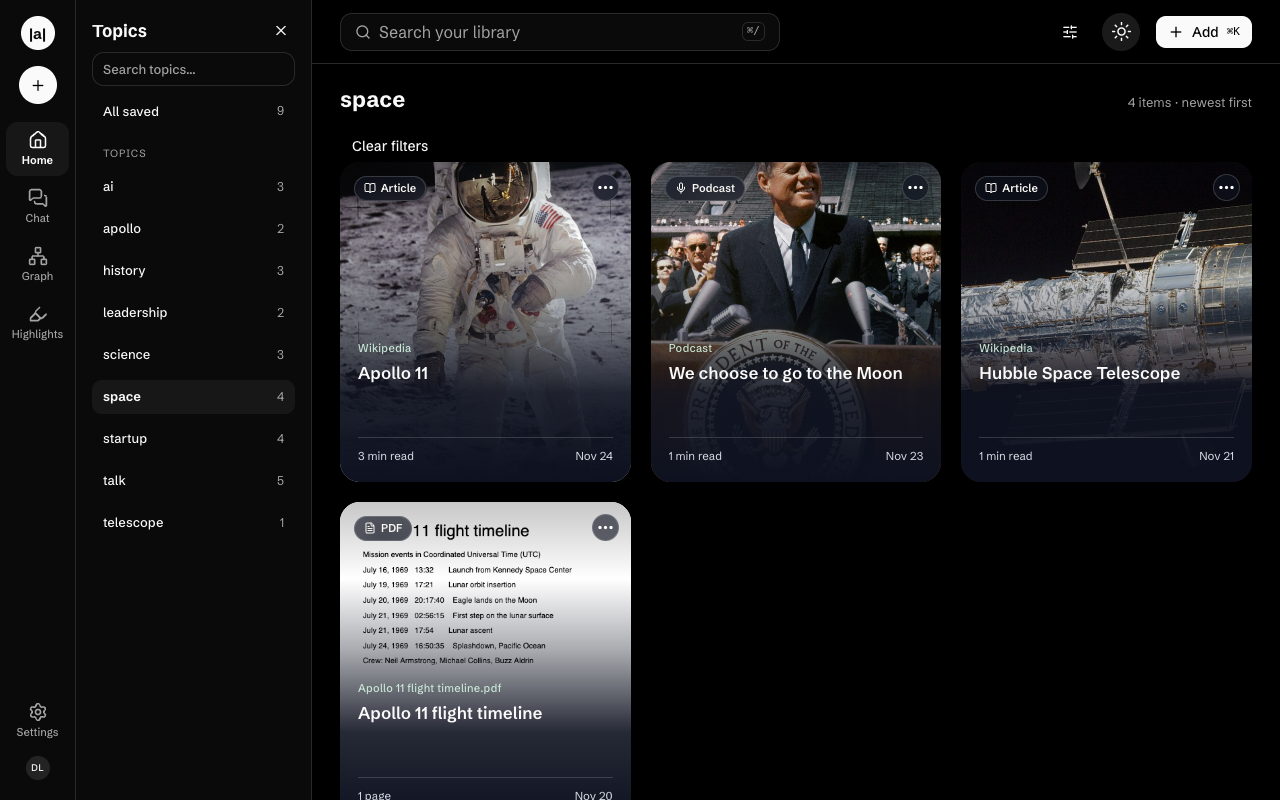 |a|
Home
Chat
Graph
Highlights
Settings
DL
Topics
Search topics...
All saved 9
TOPICS
ai 3
apollo 2
history 3
leadership 2
science 3
space 4
startup 4
talk 5
telescope 1
Search your library ⌘/
Add ⌘K
space
4 items · newest first
Clear filters
Article
Wikipedia
Apollo 11
3 min read Nov 24
Podcast
Podcast
We choose to go to the Moon
1 min read Nov 23
Article
Wikipedia
Hubble Space Telescope
1 min read Nov 21
PDF
11 flight timeline
Mission events in Coordinated Universal Time (UTC)
July 16, 1969 13:32 Launch from Kennedy Space Center
July 19, 1969 17:21 Lunar orbit insertion
July 20, 1969 20:17:40 Eagle lands on the Moon
July 21, 1969 02:56:15 First step on the lunar surface
July 21, 1969 17:54 Lunar ascent
July 24, 1969 16:50:35 Splashdown, Pacific Ocean
Crew: Neil Armstrong, Michael Collins, Buzz Aldrin
Apollo 11 flight timeline.pdf
Apollo 11 flight timeline
1 page Nov 20